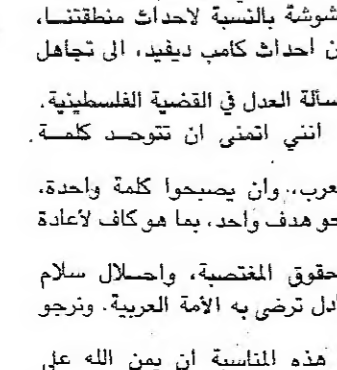 شوشة بالنسبة لاحداث منطقتنا،
ن احداث كامب ديفيد، الى تجاهل
سألة العدل في القضية الفلسطينية.
انني اتمنى ان تتوحد كلمة
عرب، وان يصبحوا كلمة واحدة،
حو هدف واحد، بما هو كاف لأعادة
حقوق المغتصبة، واحلال سلام
ادل ترضى به الأمة العربية. ونرجو
هذه المناسبة ان يمن الله على